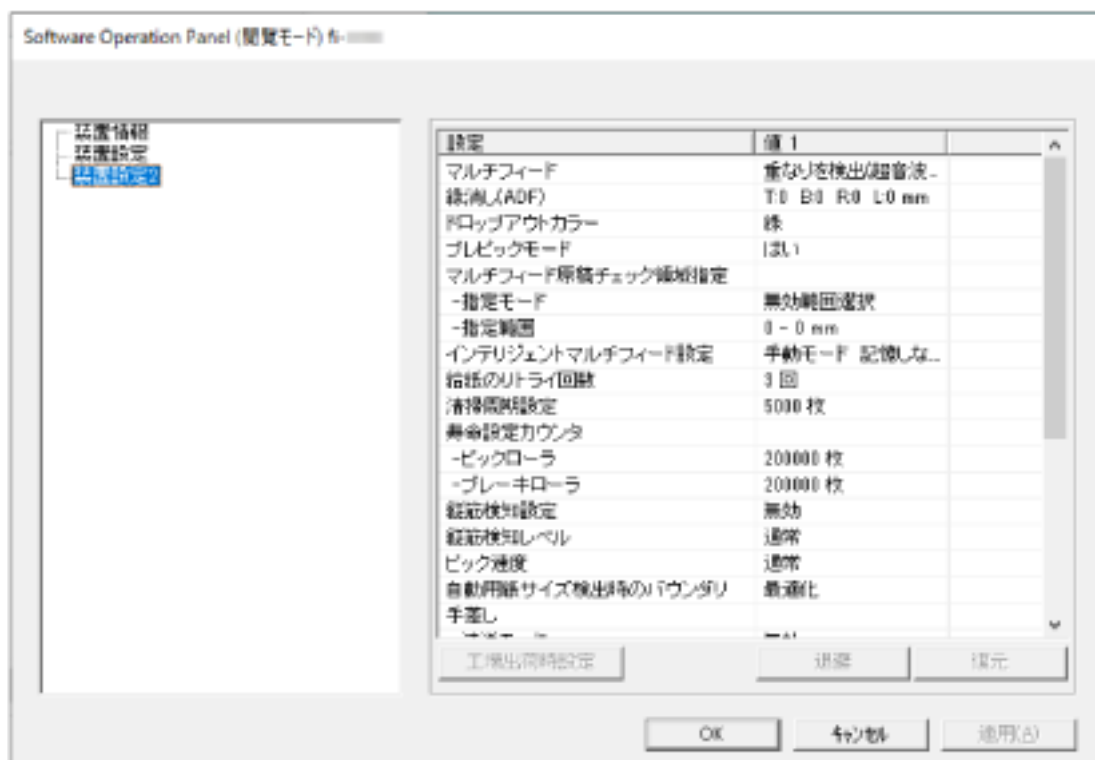 Software Operation Panel (閲覧モード) fi-
装置情報
装置設定
装置設定2
設定 値 1
マルチフィード 重なりを検出(超音波...
縁消し(ADF) T:0 B:0 R:0 L:0 mm
ドロップアウトカラー 緑
プレピックモード はい
マルチフィード原稿チェック領域指定
-指定モード 無効範囲選択
-指定範囲 0 - 0 mm
インテリジェントマルチフィード設定 手動モード 記憶しな...
給紙のリトライ回数 3 回
清掃周期設定 5000 枚
寿命設定カウンタ
-ピックローラ 200000 枚
-ブレーキローラ 200000 枚
縦筋検知設定 無効
縦筋検知レベル 通常
ピック速度 通常
自動用紙サイズ検出時のバウンダリ 最適化
手差し
工場出荷時設定 退避 復元
OK キャンセル 適用(A)